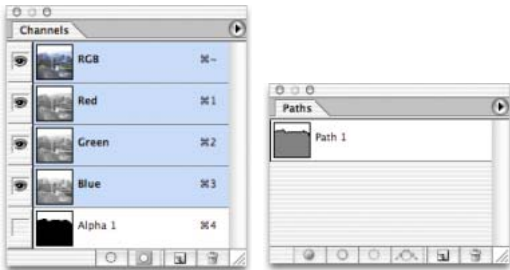 Channels
RGB ⌘~
Red ⌘1
Green ⌘2
Blue ⌘3
Alpha 1 ⌘4
Paths
Path 1